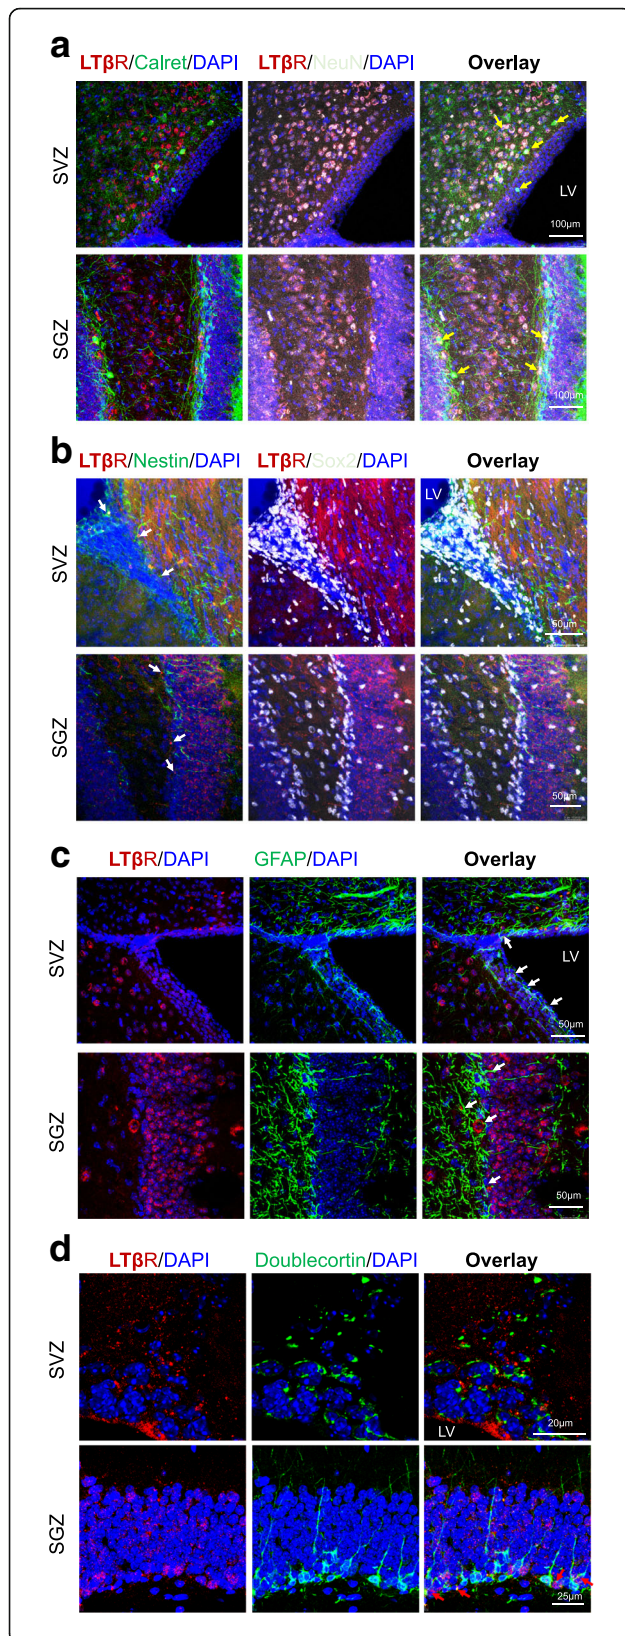 a
LTβR/Calret/DAPI LTβR/NeuN/DAPI Overlay
SVZ
LV
100μm
SGZ
100μm
b
LTβR/Nestin/DAPI LTβR/Sox2/DAPI Overlay
LV
SVZ
50μm
SGZ
50μm
c
LTβR/DAPI GFAP/DAPI Overlay
SVZ
LV
50μm
SGZ
50μm
d
LTβR/DAPI Doublecortin/DAPI Overlay
SVZ
20μm
LV
SGZ
25μm